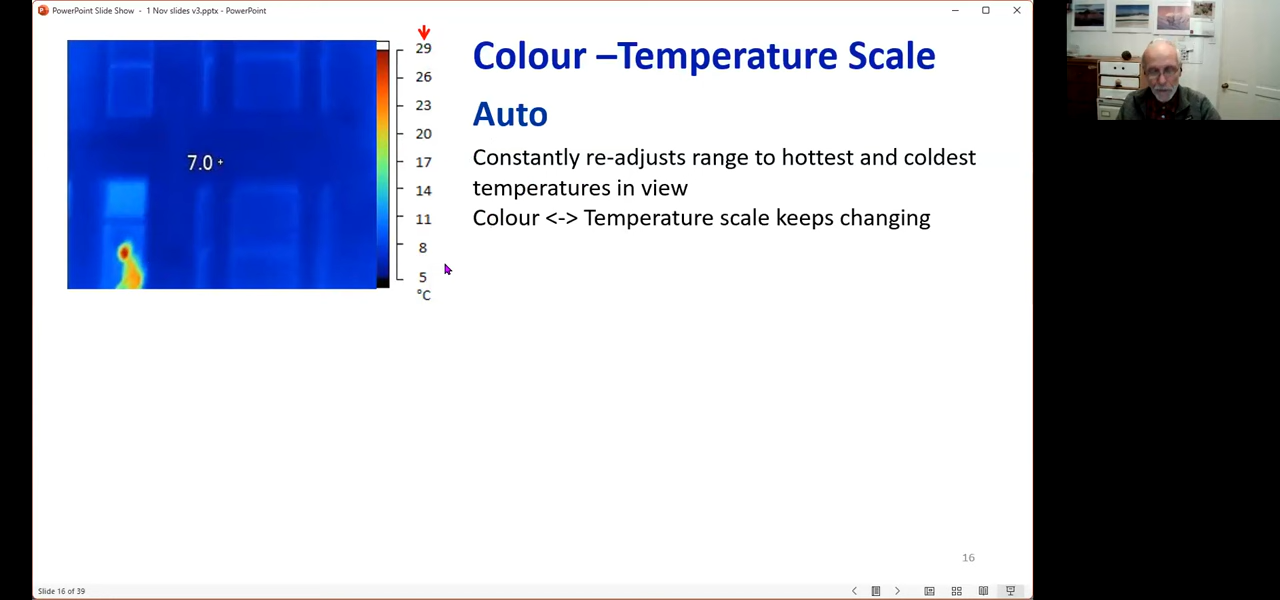 PowerPoint Slide Show - 1 Nov slides v3.pptx - PowerPoint
Colour –Temperature Scale
Auto
Constantly re-adjusts range to hottest and coldest
temperatures in view
Colour <-> Temperature scale keeps changing
7.0
29
26
23
20
17
14
11
8
5
°C
16
Slide 16 of 39